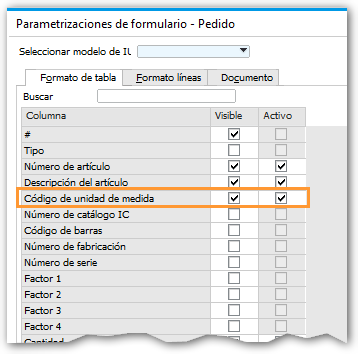 Parametrizaciones de formulario - Pedido
Seleccionar modelo de IU
Formato de tabla Formato líneas Documento
Buscar
Columna Visible Activo
#
Tipo
Número de artículo
Descripción del artículo
Código de unidad de medida
Número de catálogo IC
Código de barras
Número de fabricación
Número de serie
Factor 1
Factor 2
Factor 3
Factor 4
Cantidad